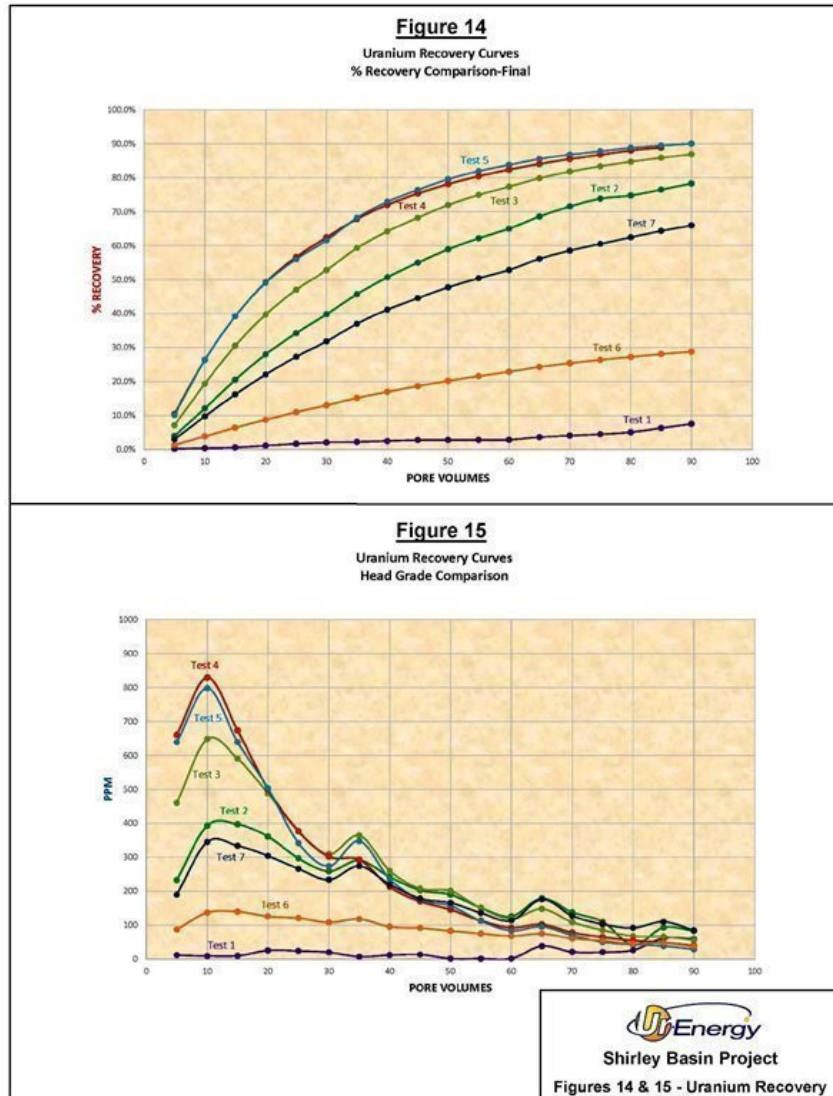 Figure 14
Uranium Recovery Curves
% Recovery Comparison-Final
100.0%
90.0%
80.0%
70.0%
60.0%
50.0%
40.0%
30.0%
20.0%
10.0%
0.0%
% RECOVERY
Test 5
Test 4
Test 3
Test 2
Test 7
Test 6
Test 1
0 10 20 30 40 50 60 70 80 90 100
PORE VOLUMES
Figure 15
Uranium Recovery Curves
Head Grade Comparison
1000
900
800
700
600
500
400
300
200
100
0
PPM
Test 4
Test 5
Test 3
Test 2
Test 7
Test 6
Test 1
0 10 20 30 40 50 60 70 80 90 100
PORE VOLUMES
UrEnergy
Shirley Basin Project
Figures 14 & 15 - Uranium Recovery